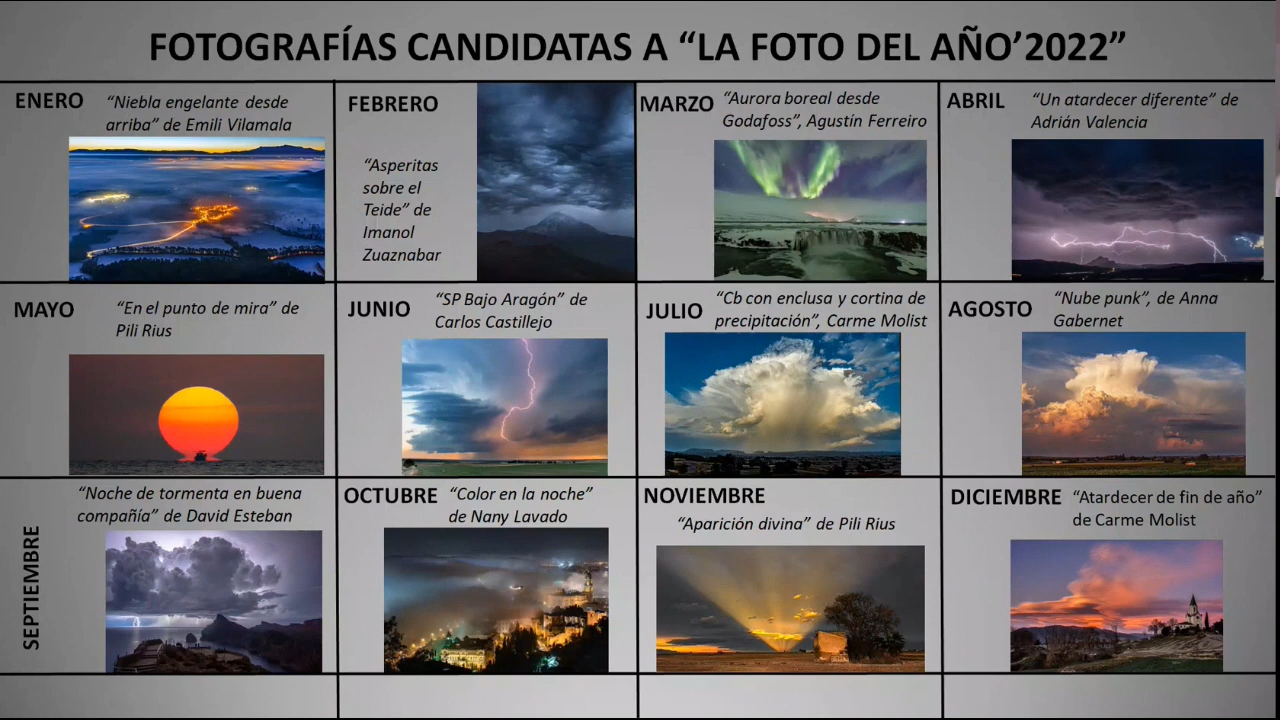 FOTOGRAFÍAS CANDIDATAS A “LA FOTO DEL AÑO’2022”
ENERO
“Niebla engelante desde
arriba” de Emili Vilamala
FEBRERO
“Asperitas
sobre el
Teide” de
Imanol
Zuaznabar
MARZO
“Aurora boreal desde
Godafoss”, Agustín Ferreiro
ABRIL
“Un atardecer diferente” de
Adrián Valencia
MAYO
“En el punto de mira” de
Pili Rius
JUNIO
“SP Bajo Aragón” de
Carlos Castillejo
JULIO
“Cb con enclusa y cortina de
precipitación”, Carme Molist
AGOSTO
“Nube punk”, de Anna
Gabernet
SEPTIEMBRE
“Noche de tormenta en buena
compañía” de David Esteban
OCTUBRE
“Color en la noche”
de Nany Lavado
NOVIEMBRE
“Aparición divina” de Pili Rius
DICIEMBRE
“Atardecer de fin de año”
de Carme Molist